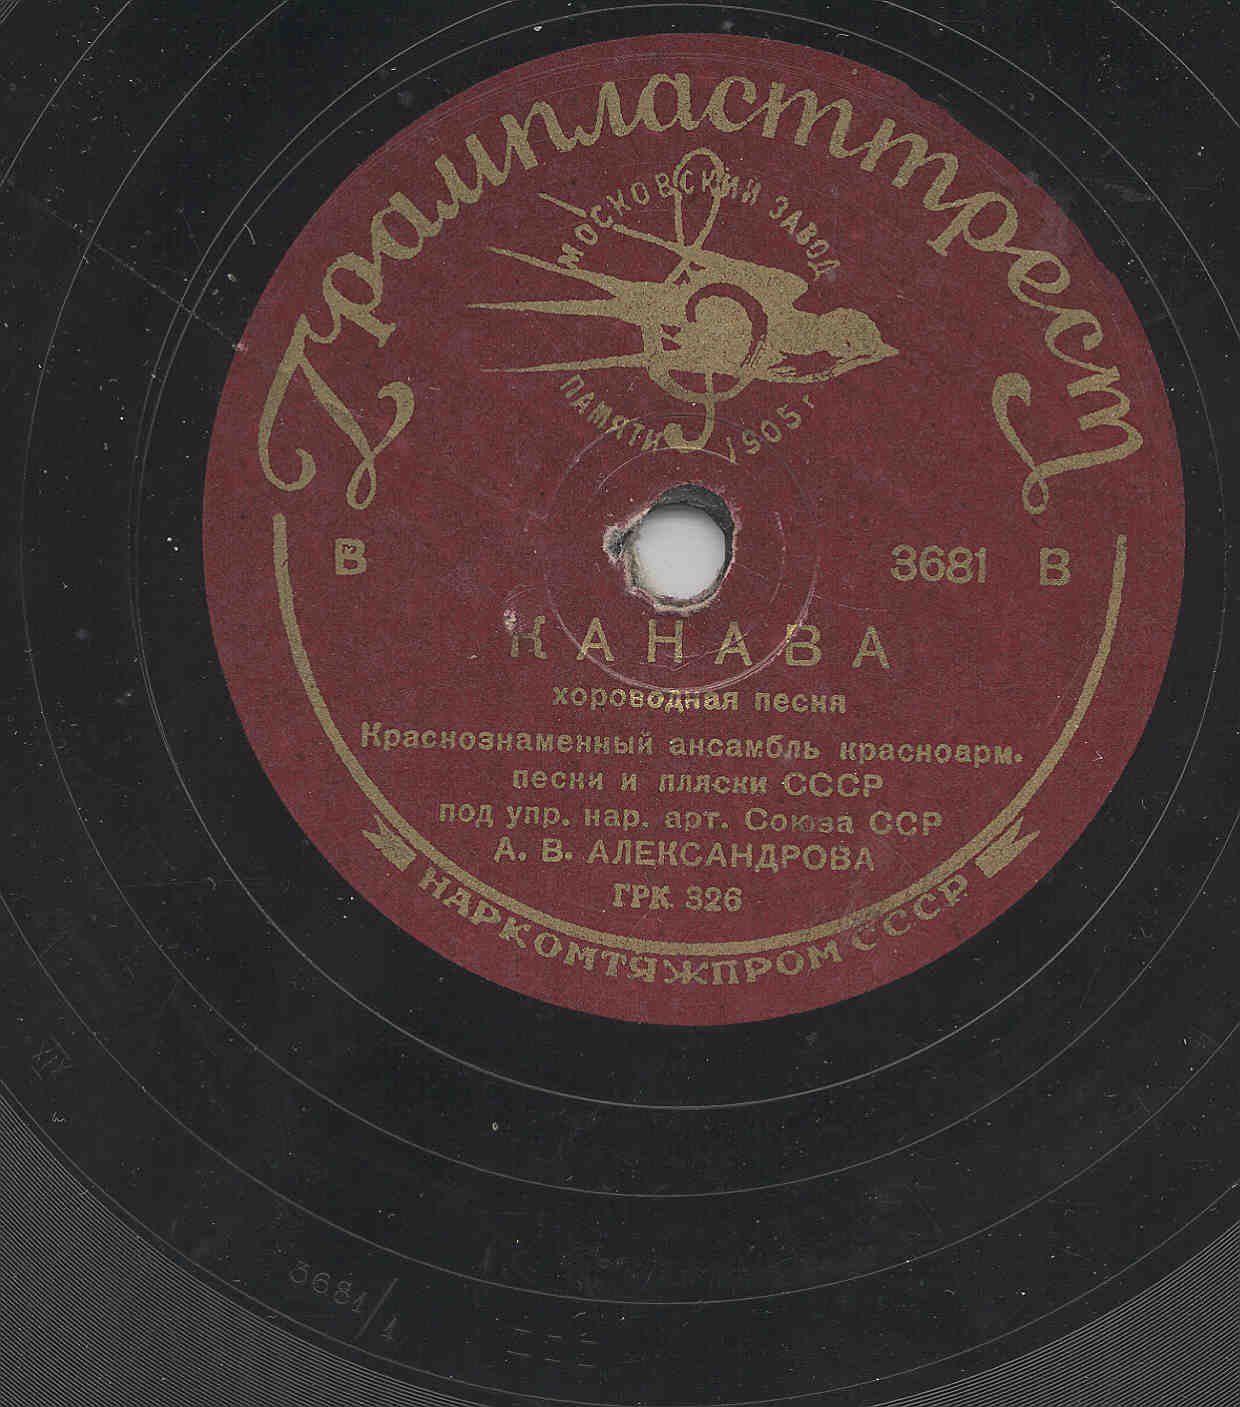 Грампласттрест
МОСКОВСКИЙ ЗАВОД
ПАМЯТИ 1905 г
В 3681 В
КАНАВА
хороводная песня
Краснознаменный ансамбль красноарм.
песни и пляски СССР
под упр. нар. арт. Союза ССР
А. В. АЛЕКСАНДРОВА
ГРК 326
НАРКОМТЯЖПРОМ СССР
3681/1